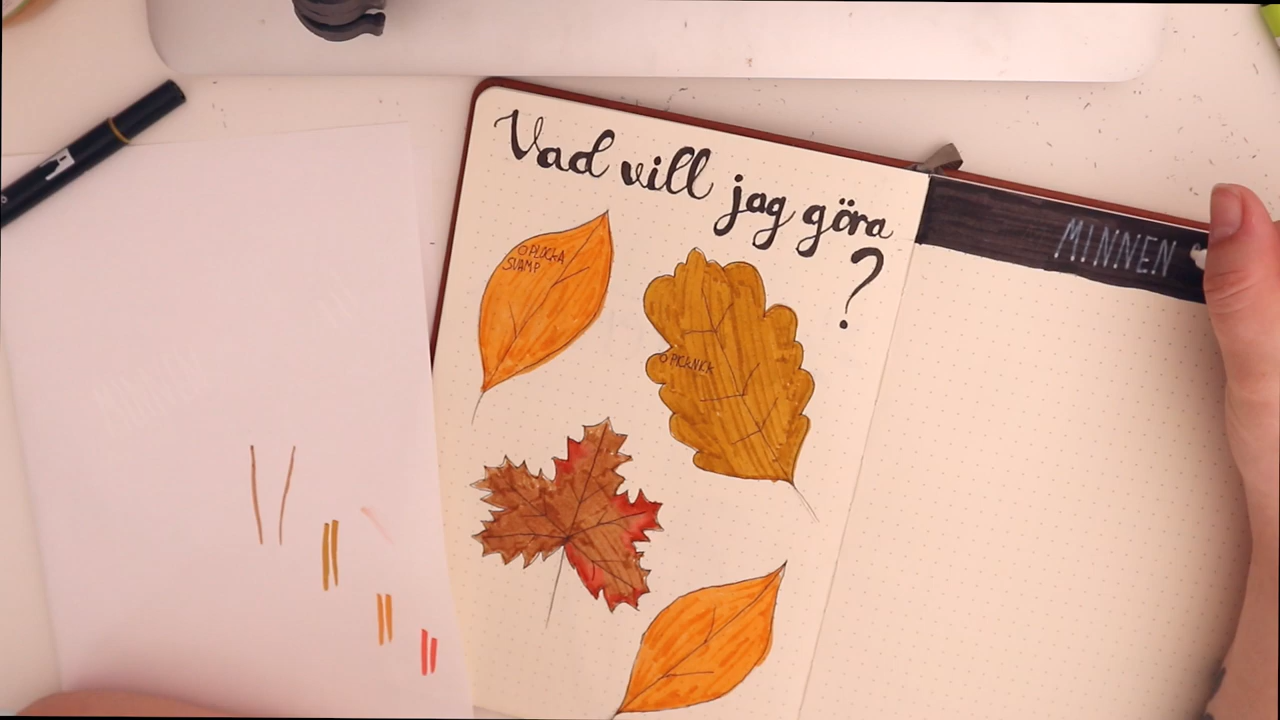 Vad vill jag göra
?
O PLOCKA
SVAMP
O PICKNICK
MINNEN